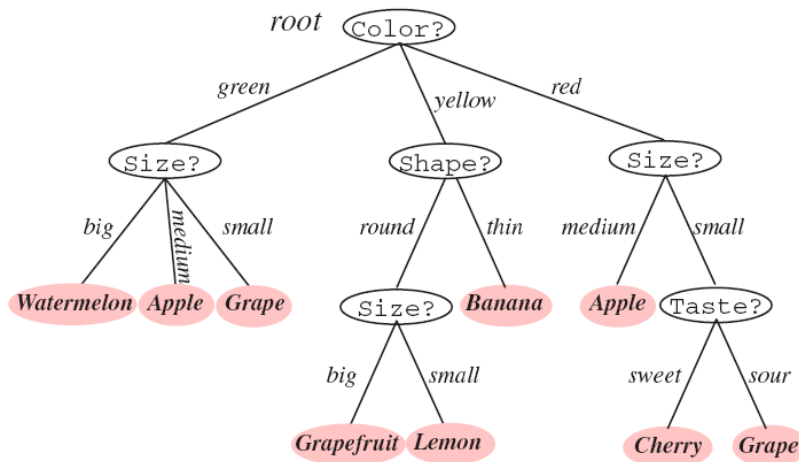 root Color?
green yellow red
Size? Shape? Size?
big medium small round thin medium small
Watermelon Apple Grape Size? Banana Apple Taste?
big small sweet sour
Grapefruit Lemon Cherry Grape